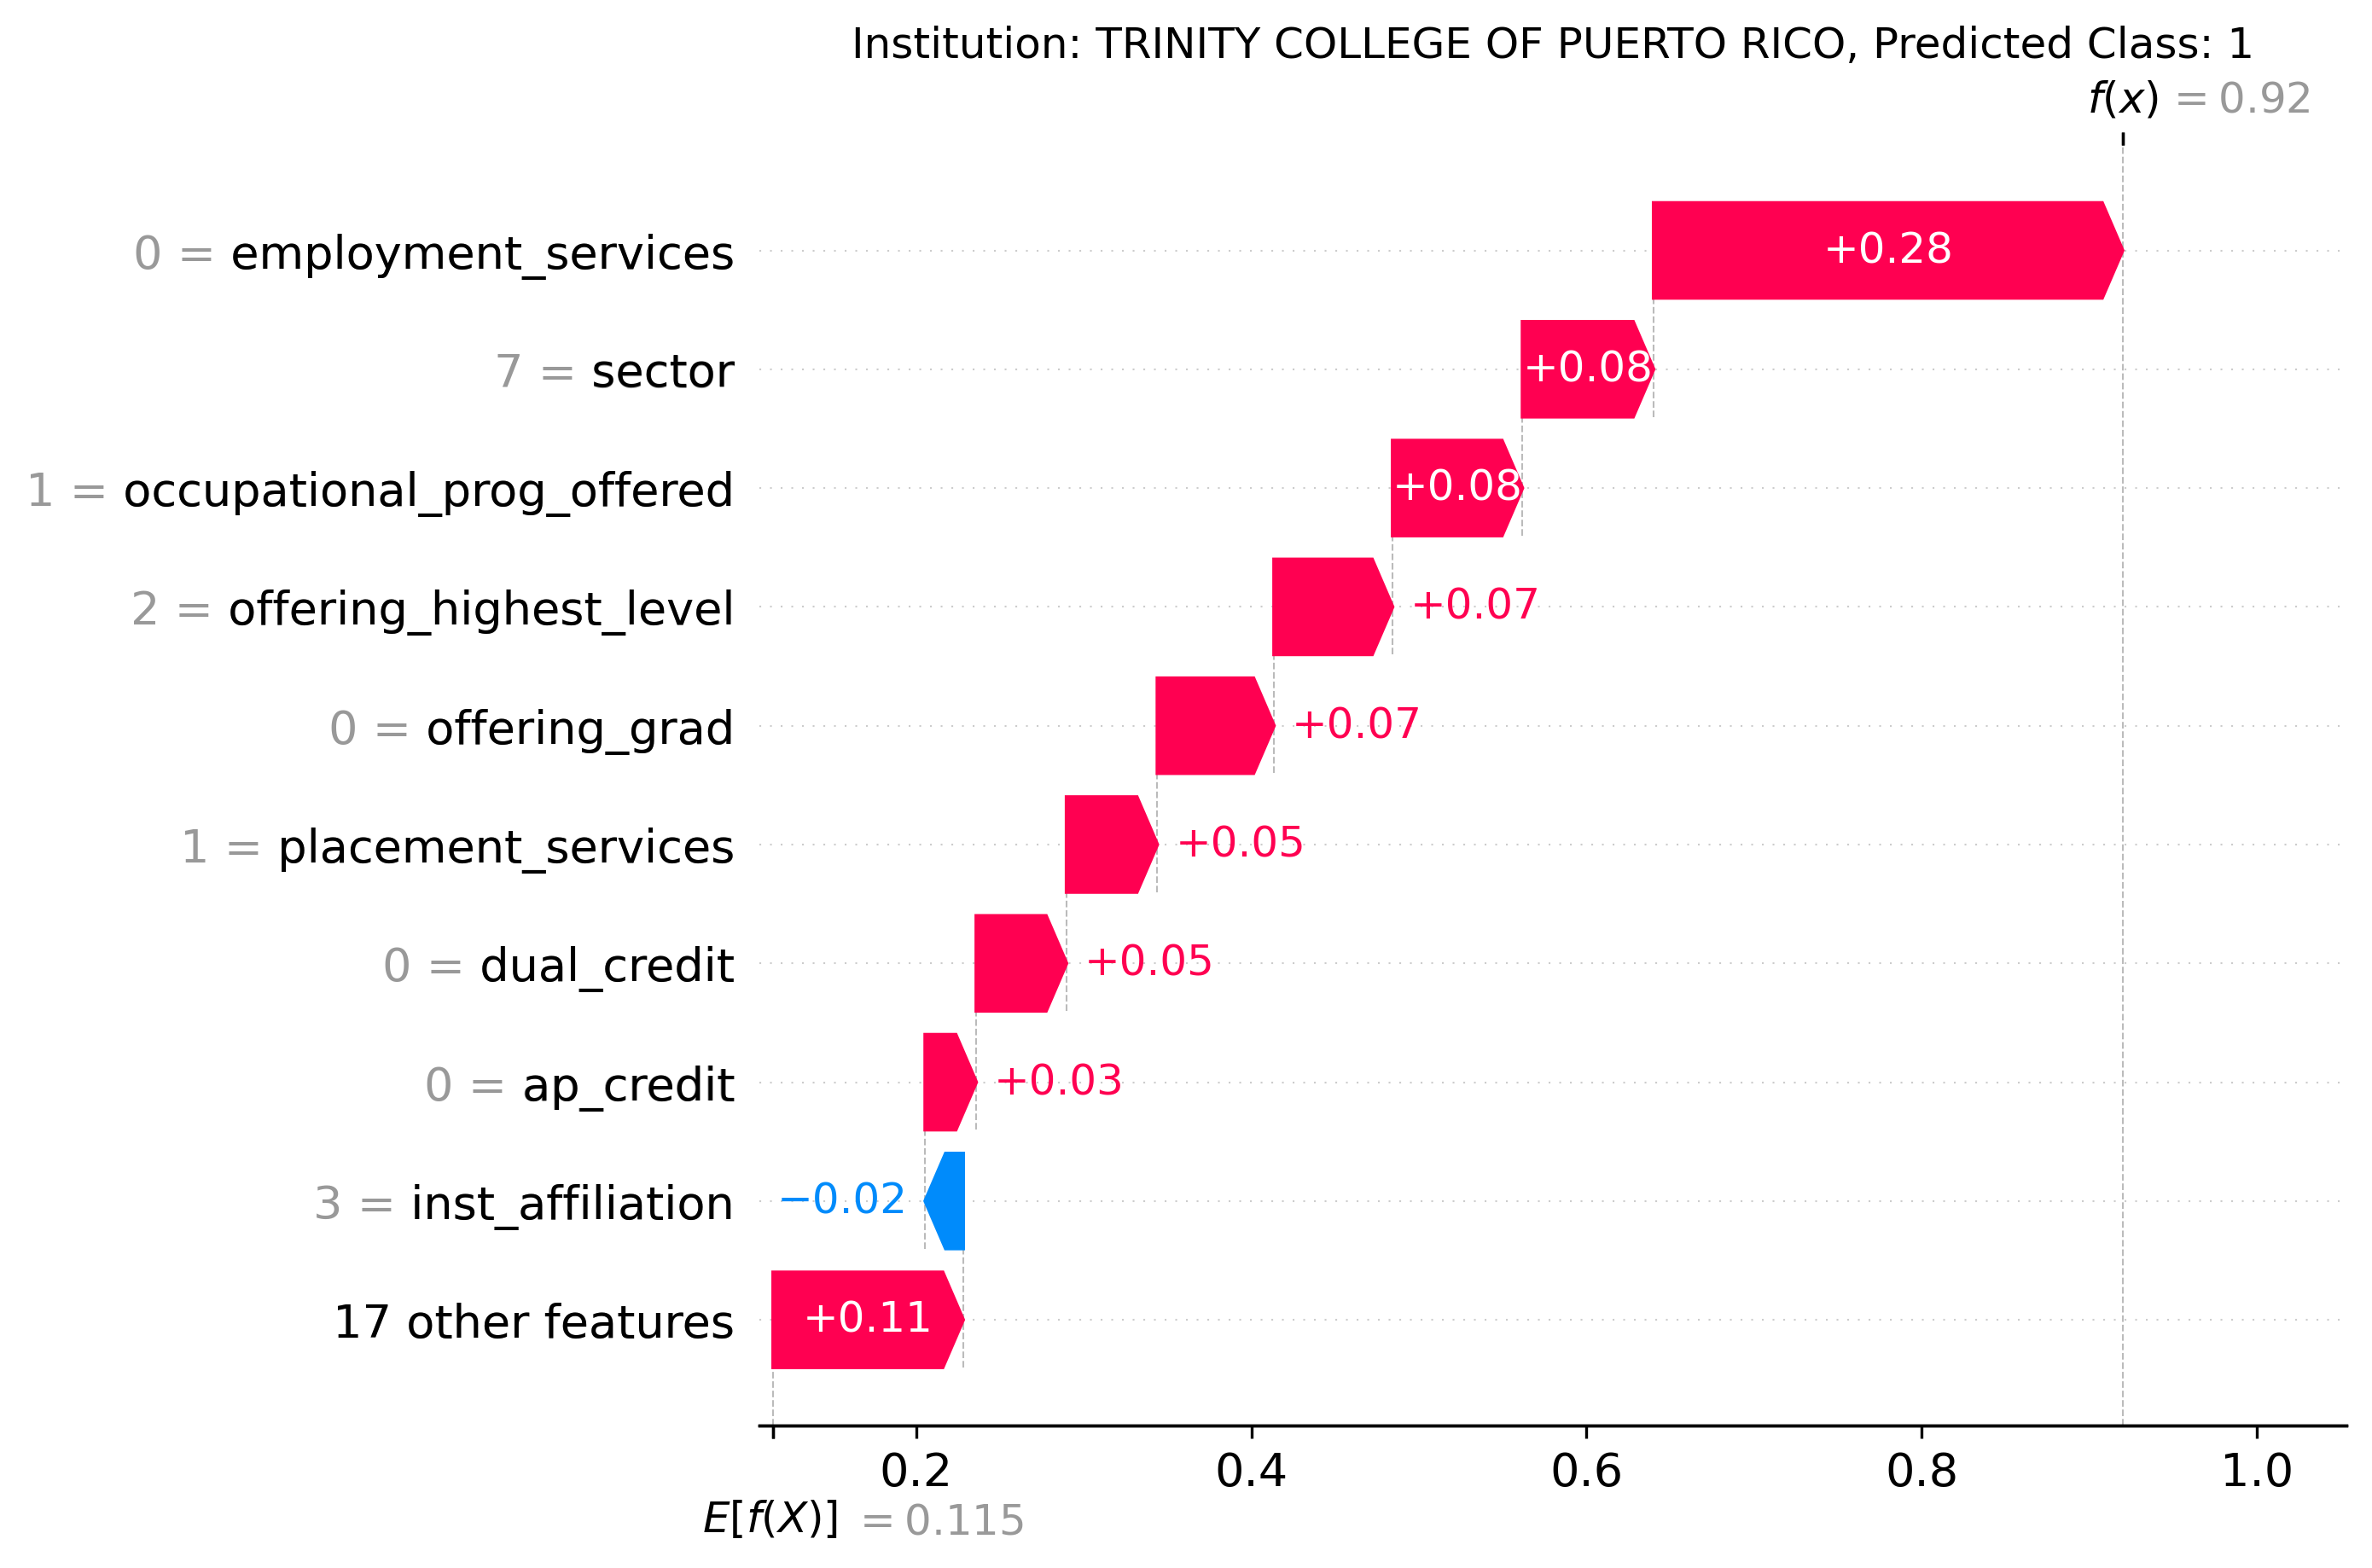 Institution: TRINITY COLLEGE OF PUERTO RICO, Predicted Class: 1
f(x) = 0.92
0 = employment_services +0.28
7 = sector +0.08
1 = occupational_prog_offered +0.08
2 = offering_highest_level +0.07
0 = offering_grad +0.07
1 = placement_services +0.05
0 = dual_credit +0.05
0 = ap_credit +0.03
3 = inst_affiliation −0.02
17 other features +0.11
0.2 0.4 0.6 0.8 1.0
E[f(X)] = 0.115